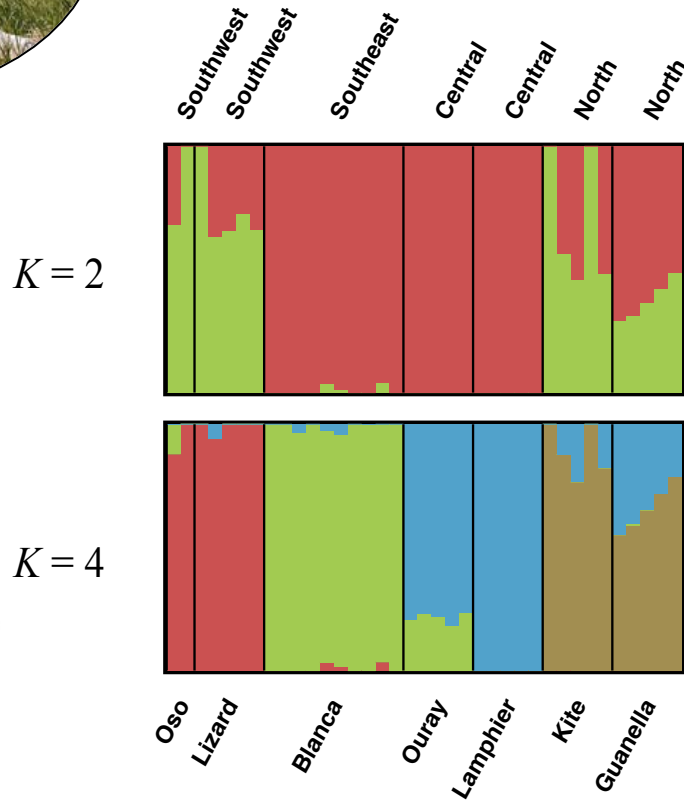 Southwest
Southwest
Southeast
Central
Central
North
North
K = 2
K = 4
Oso
Lizard
Blanca
Ouray
Lamphier
Kite
Guanella